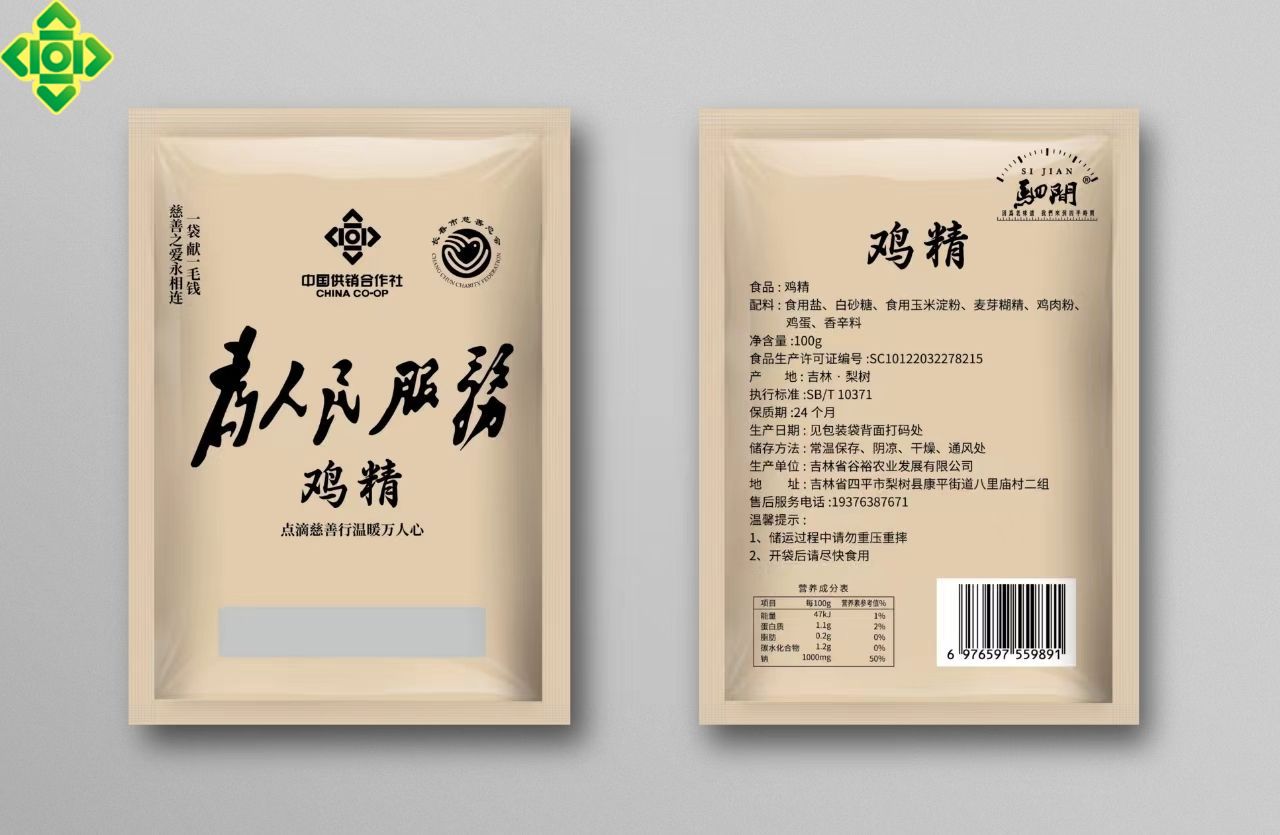 一袋献一毛钱
慈善之爱永相连
中国供销合作社
CHINA CO-OP
长春市慈善总会
CHANG CHUN CHARITY FEDERATION
为人民服務
鸡精
点滴慈善行温暖万人心
SI JIAN
®
鸡精
食品 : 鸡精
配料 : 食用盐、白砂糖、食用玉米淀粉、麦芽糊精、鸡肉粉、
鸡蛋、香辛料
净含量 :100g
食品生产许可证编号 :SC10122032278215
产 地 : 吉林 · 梨树
执行标准 :SB/T 10371
保质期 :24 个月
生产日期 : 见包装袋背面打码处
储存方法 : 常温保存、阴凉、干燥、通风处
生产单位 : 吉林省谷裕农业发展有限公司
地 址 : 吉林省四平市梨树县康平街道八里庙村二组
售后服务电话 :19376387671
温馨提示 :
1、储运过程中请勿重压重摔
2、开袋后请尽快食用
营养成分表
项目 每100g 营养素参考值%
能量 47kJ 1%
蛋白质 1.1g 2%
脂肪 0.2g 0%
碳水化合物 1.2g 0%
钠 1000mg 50%
6 976597 559891